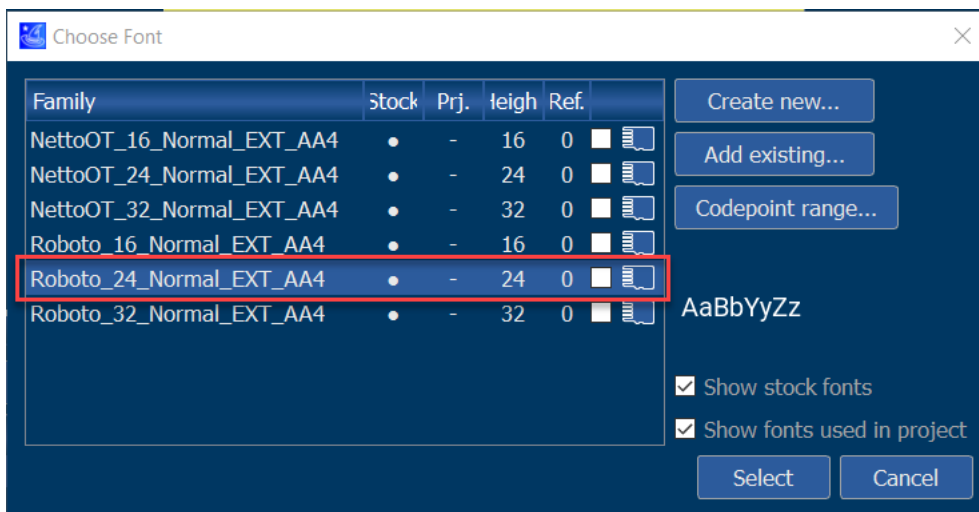 Choose Font
Family Stock Prj. Heigh Ref.
NettoOT_16_Normal_EXT_AA4 ● - 16 0
NettoOT_24_Normal_EXT_AA4 ● - 24 0
NettoOT_32_Normal_EXT_AA4 ● - 32 0
Roboto_16_Normal_EXT_AA4 ● - 16 0
Roboto_24_Normal_EXT_AA4 ● - 24 0
Roboto_32_Normal_EXT_AA4 ● - 32 0
Create new...
Add existing...
Codepoint range...
AaBbYyZz
Show stock fonts
Show fonts used in project
Select Cancel